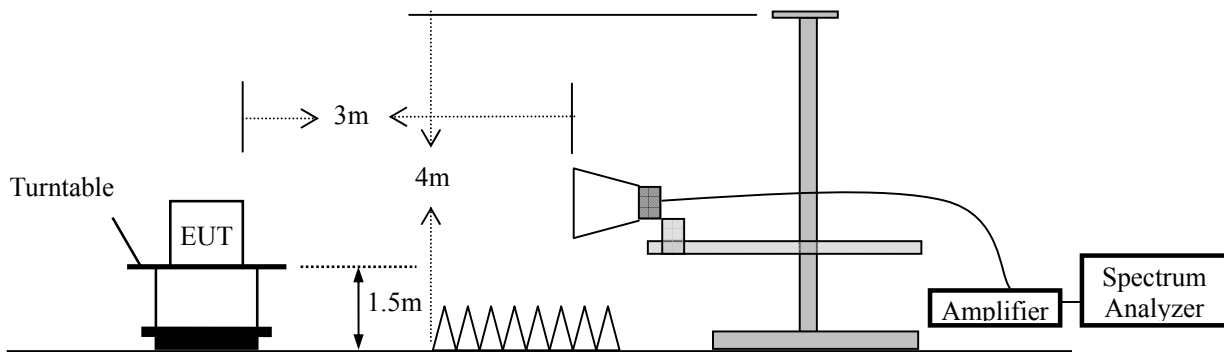 3m
4m
Turntable
EUT
1.5m
Amplifier
Spectrum
Analyzer